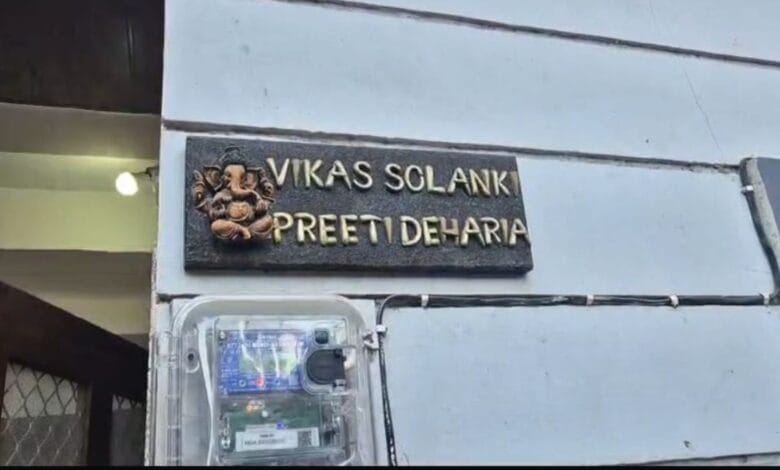 VIKAS SOLANKI
PREETI DEHARIA